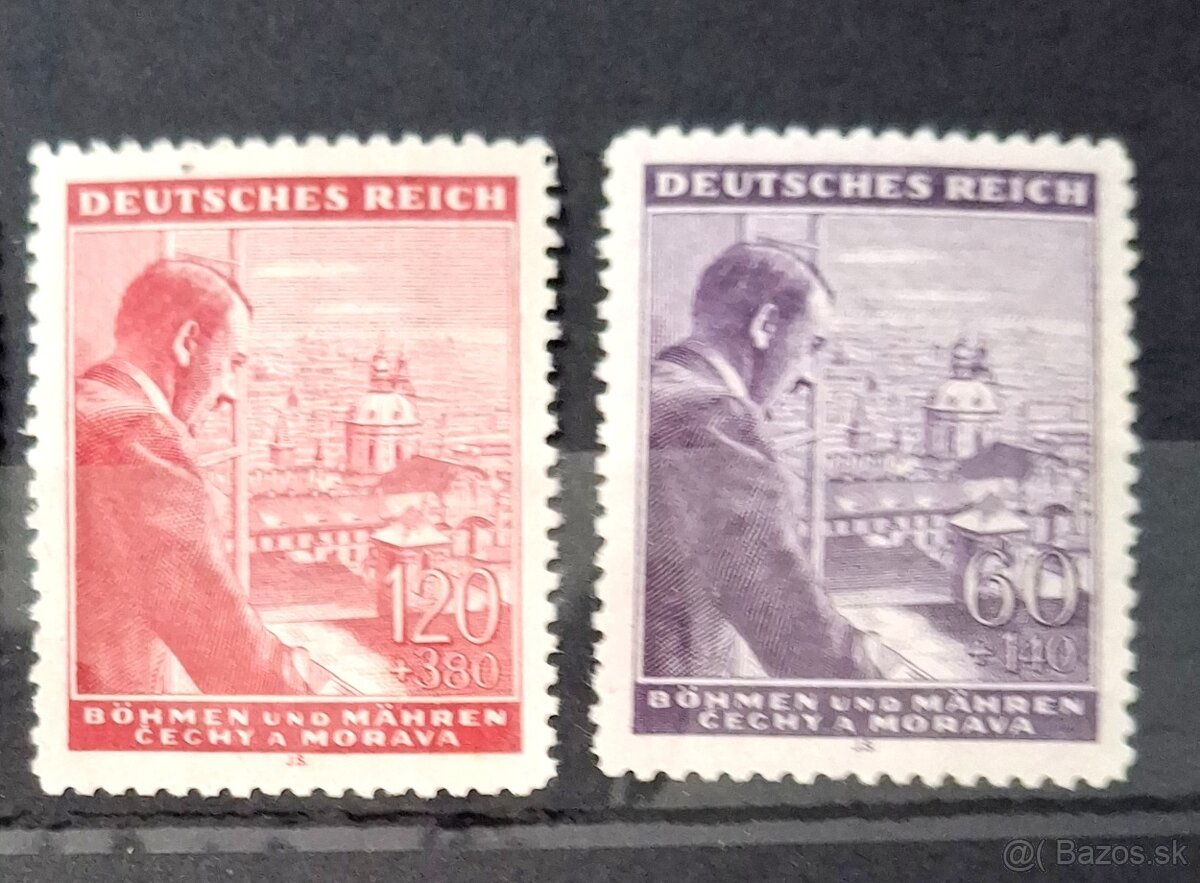 DEUTSCHES REICH
120
+380
BÖHMEN UND MÄHREN
ČECHY A MORAVA
J.S.
DEUTSCHES REICH
60
+140
BÖHMEN UND MÄHREN
ČECHY A MORAVA
J.S.
@( Bazos.sk